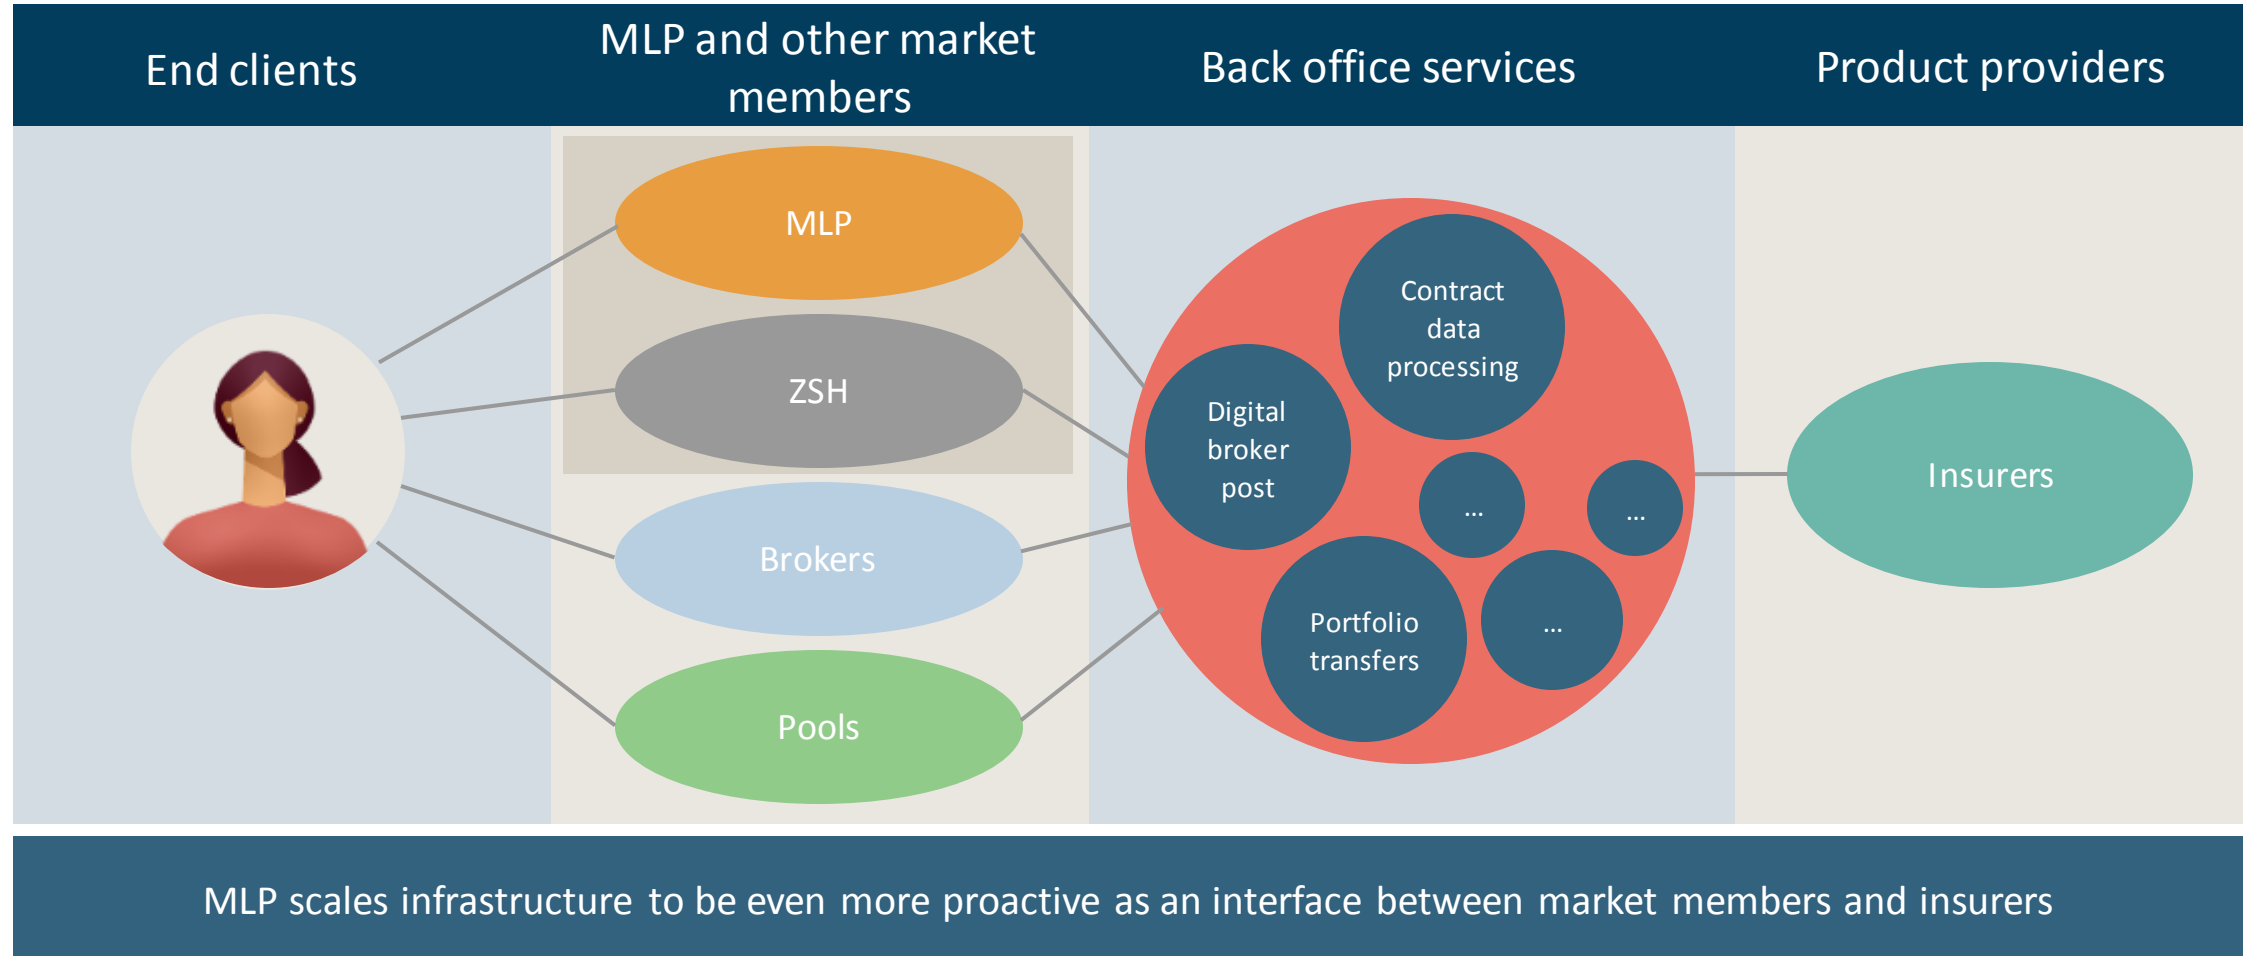 End clients
MLP and other market
members
Back office services
Product providers
MLP
ZSH
Brokers
Pools
Contract
data
processing
Digital
broker
post
...
...
Portfolio
transfers
...
Insurers
MLP scales infrastructure to be even more proactive as an interface between market members and insurers